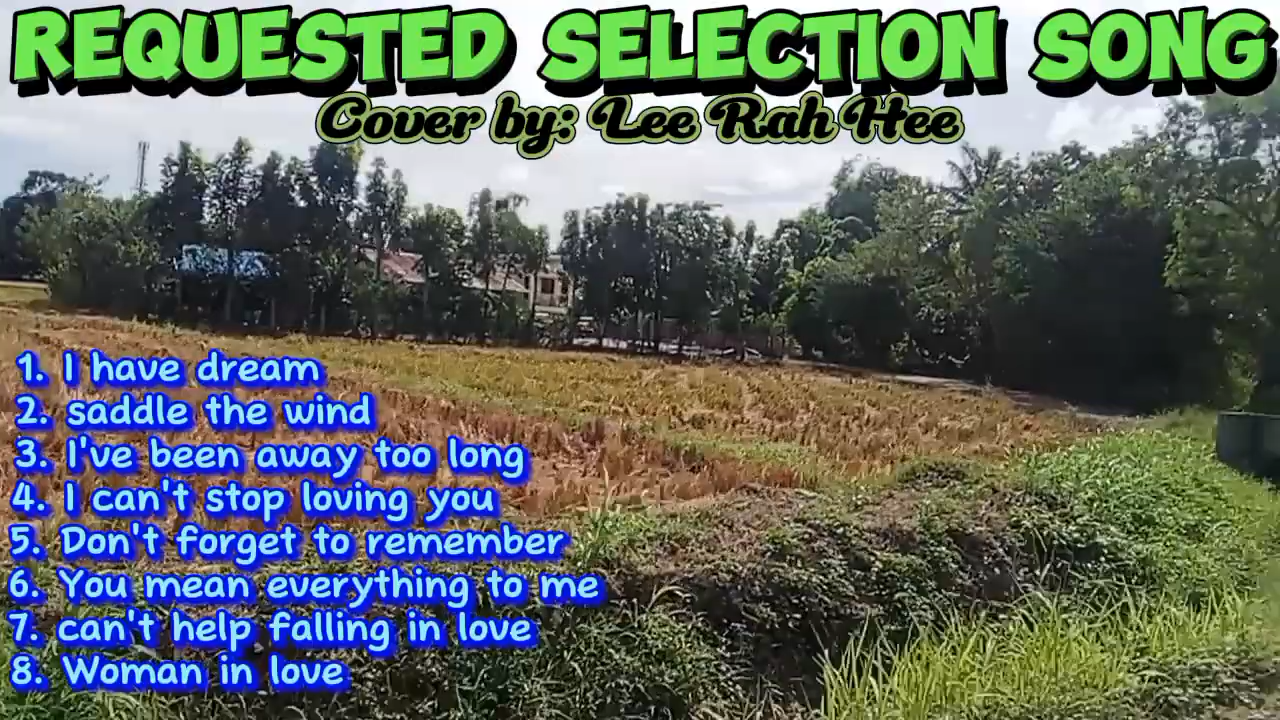 REQUESTED SELECTION SONG
Cover by: Lee Rah Hee
1. I have dream
2. saddle the wind
3. I've been away too long
4. I can't stop loving you
5. Don't forget to remember
6. You mean everything to me
7. can't help falling in love
8. Woman in love